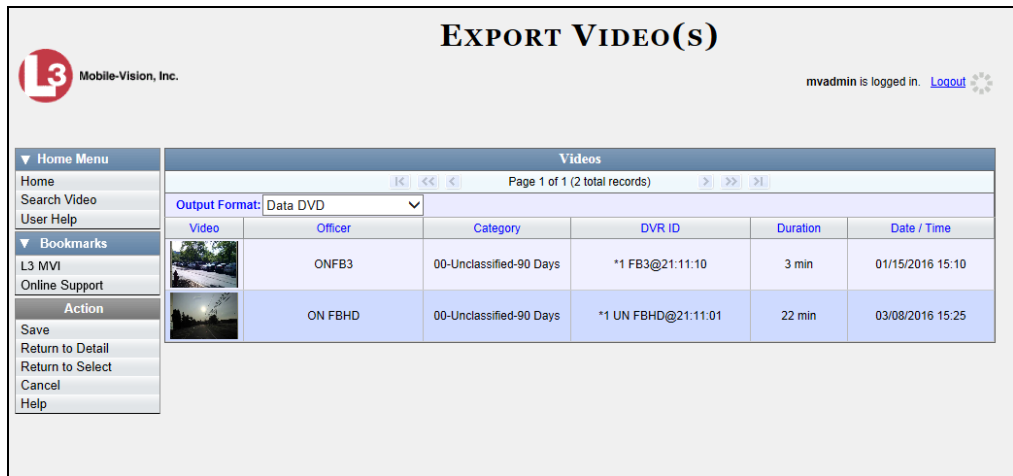 EXPORT VIDEO(S)
L3 Mobile-Vision, Inc.
mvadmin is logged in. Logout
▼ Home Menu
Home
Search Video
User Help
▼ Bookmarks
L3 MVI
Online Support
Action
Save
Return to Detail
Return to Select
Cancel
Help
Videos
Page 1 of 1 (2 total records)
Output Format: Data DVD
Video Officer Category DVR ID Duration Date / Time
ONFB3 00-Unclassified-90 Days *1 FB3@21:11:10 3 min 01/15/2016 15:10
ON FBHD 00-Unclassified-90 Days *1 UN FBHD@21:11:01 22 min 03/08/2016 15:25